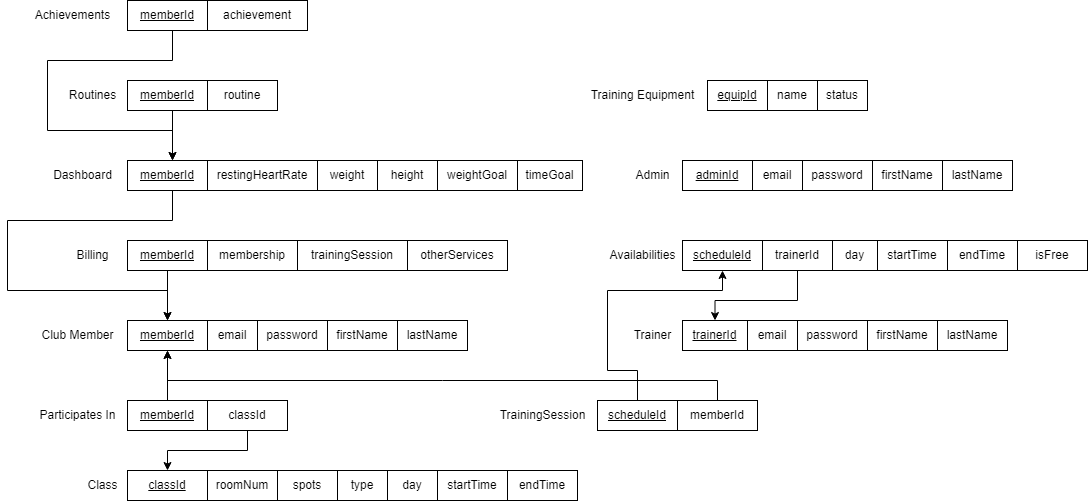 Achievements memberId achievement
Routines memberId routine
Training Equipment equipId name status
Dashboard memberId restingHeartRate weight height weightGoal timeGoal
Admin adminId email password firstName lastName
Billing memberId membership trainingSession otherServices
Availabilities scheduleId trainerId day startTime endTime isFree
Club Member memberId email password firstName lastName
Trainer trainerId email password firstName lastName
Participates In memberId classId
TrainingSession scheduleId memberId
Class classId roomNum spots type day startTime endTime